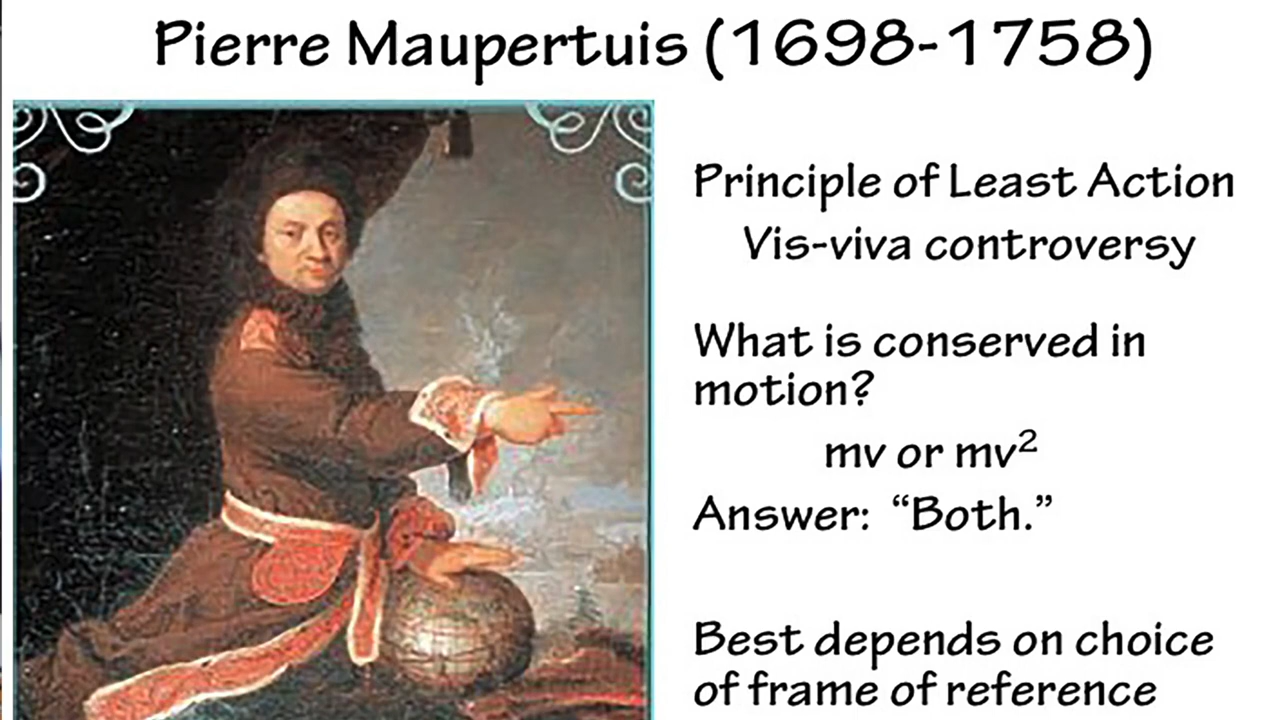 Pierre Maupertuis (1698-1758)
Principle of Least Action
Vis-viva controversy
What is conserved in
motion?
mv or mv²
Answer: “Both.”
Best depends on choice
of frame of reference